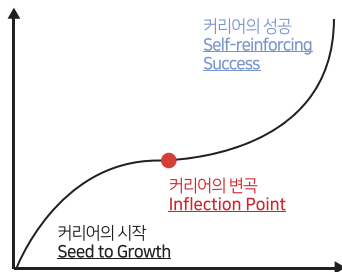 커리어의 성공
Self-reinforcing
Success
커리어의 변곡
Inflection Point
커리어의 시작
Seed to Growth